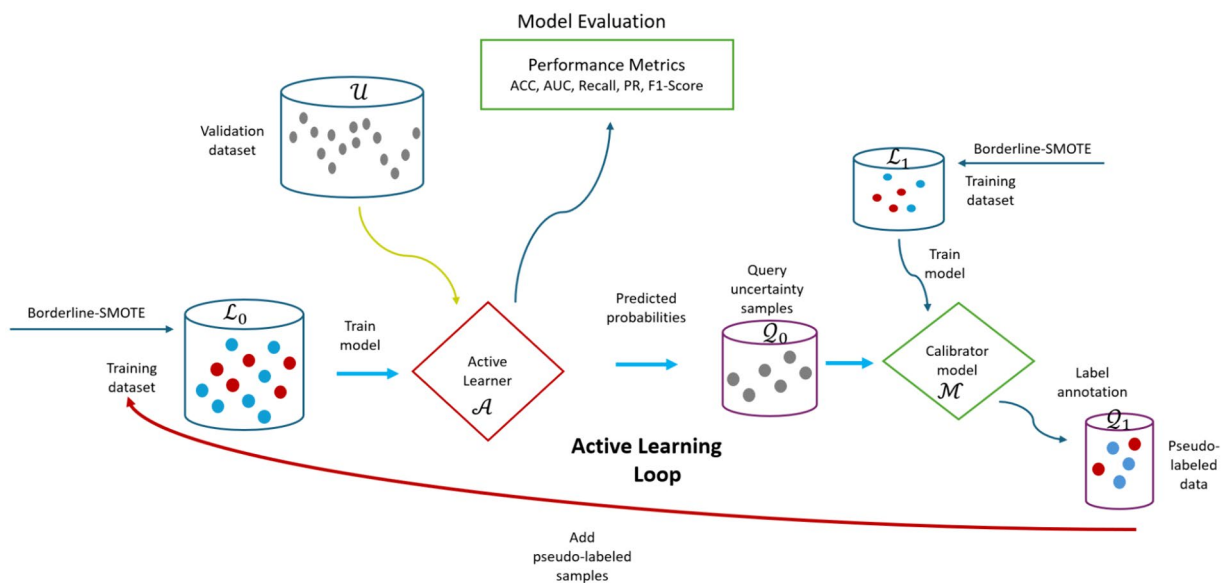 Model Evaluation
Performance Metrics
ACC, AUC, Recall, PR, F1-Score
𝒰
Validation
dataset
ℒ₁
Borderline-SMOTE
Training
dataset
Train
model
Borderline-SMOTE
ℒ₀
Training
dataset
Train
model
Active
Learner
𝒜
Predicted
probabilities
Query
uncertainty
samples
𝒬₀
Calibrator
model
ℳ
Label
annotation
𝒬₁
Pseudo-
labeled
data
Active Learning
Loop
Add
pseudo-labeled
samples